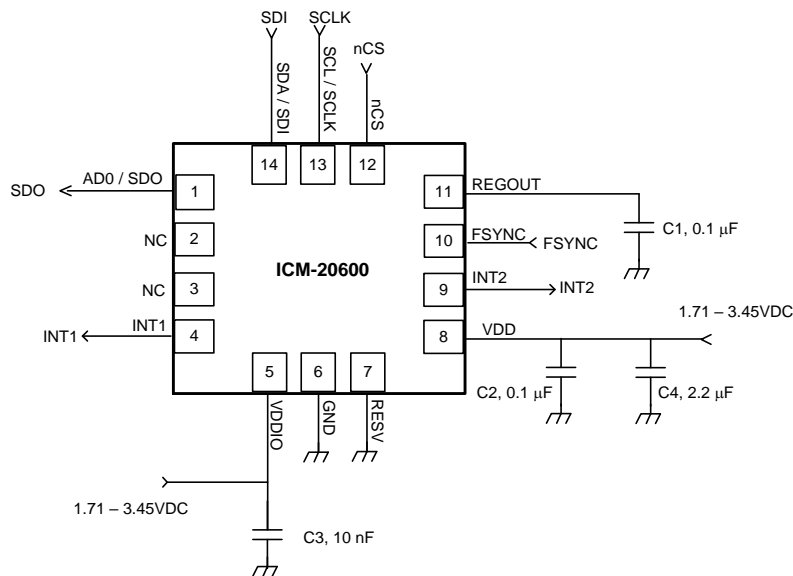 SDI
SCLK
nCS
SDA / SDI
SCL / SCLK
nCS
14
13
12
SDO
AD0 / SDO
1
11
REGOUT
C1, 0.1 μF
NC
2
10
FSYNC
FSYNC
ICM-20600
NC
3
9
INT2
INT2
INT1
INT1
4
8
VDD
1.71 – 3.45VDC
5
6
7
C2, 0.1 μF
C4, 2.2 μF
VDDIO
GND
RESV
1.71 – 3.45VDC
C3, 10 nF